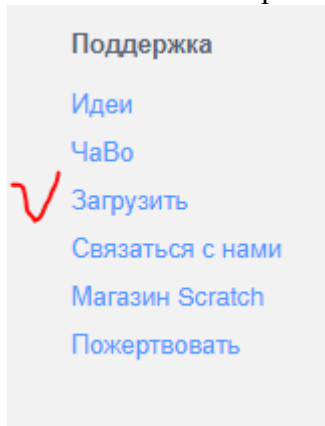 Поддержка
Идеи
ЧаВо
Загрузить
Связаться с нами
Магазин Scratch
Пожертвовать